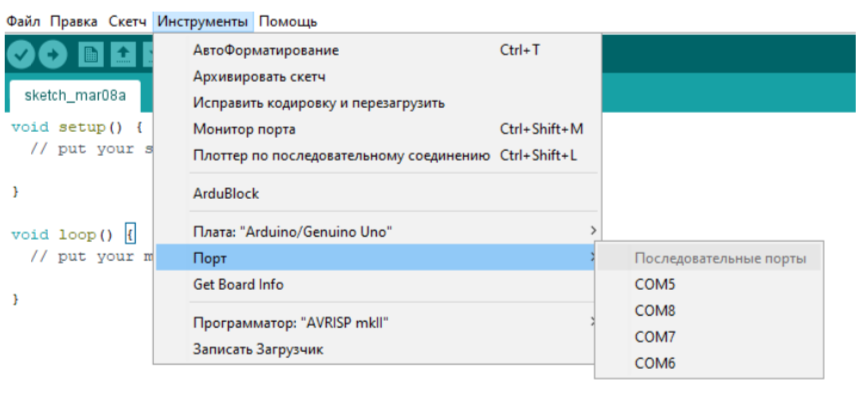 Файл Правка Скетч Инструменты Помощь
АвтоФорматирование Ctrl+T
Архивировать скетч
Исправить кодировку и перезагрузить
Монитор порта Ctrl+Shift+M
Плоттер по последовательному соединению Ctrl+Shift+L
ArduBlock
Плата: "Arduino/Genuino Uno"
Порт
Get Board Info
Программатор: "AVRISP mkII"
Записать Загрузчик
Последовательные порты
COM5
COM8
COM7
COM6
sketch_mar08a
void setup() {
// put your s
}
void loop() {
// put your m
}